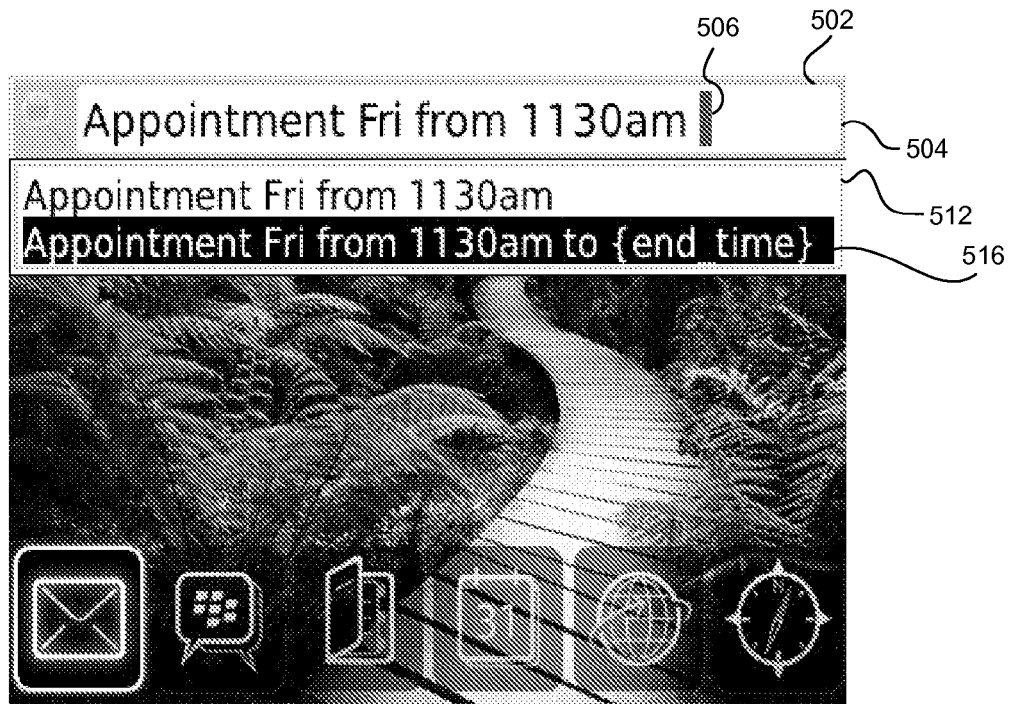 506
502
Appointment Fri from 1130am
504
Appointment Fri from 1130am
512
Appointment Fri from 1130am to {end_time}
516
31